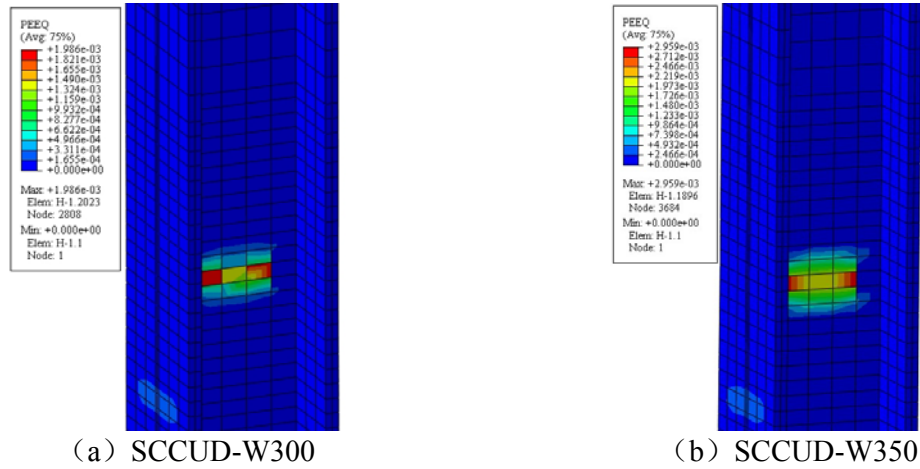 PEEQ
(Avg: 75%)
+1.986e-03
+1.821e-03
+1.655e-03
+1.490e-03
+1.324e-03
+1.159e-03
+9.932e-04
+8.277e-04
+6.622e-04
+4.966e-04
+3.311e-04
+1.655e-04
+0.000e+00
Max: +1.986e-03
Elem: H-1.2023
Node: 2808
Min: +0.000e+00
Elem: H-1.1
Node: 1
(a) SCCUD-W300
PEEQ
(Avg: 75%)
+2.959e-03
+2.712e-03
+2.466e-03
+2.219e-03
+1.973e-03
+1.726e-03
+1.480e-03
+1.233e-03
+9.864e-04
+7.398e-04
+4.932e-04
+2.466e-04
+0.000e+00
Max: +2.959e-03
Elem: H-1.1896
Node: 3684
Min: +0.000e+00
Elem: H-1.1
Node: 1
(b) SCCUD-W350